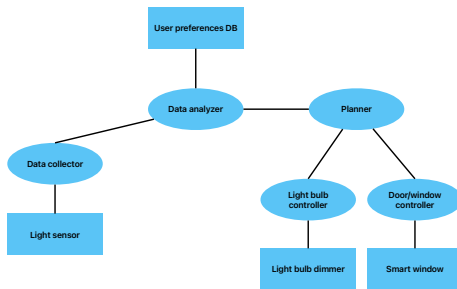 User preferences DB
Data analyzer
Planner
Data collector
Light bulb
controller
Door/window
controller
Light sensor
Light bulb dimmer
Smart window